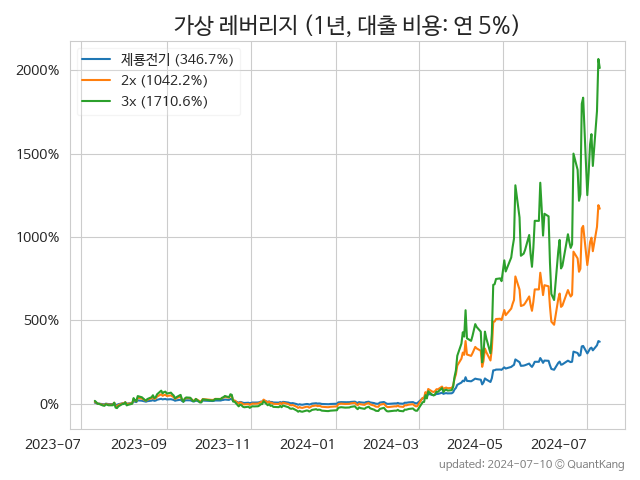 가상 레버리지 (1년, 대출 비용: 연 5%)
제룡전기 (346.7%)
2x (1042.2%)
3x (1710.6%)
2000%
1500%
1000%
500%
0%
2023-07 2023-09 2023-11 2024-01 2024-03 2024-05 2024-07
updated: 2024-07-10 © QuantKang